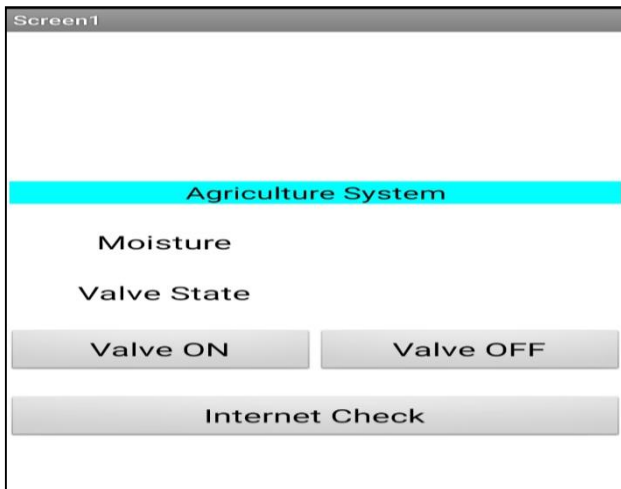 Screen1
Agriculture System
Moisture
Valve State
Valve ON Valve OFF
Internet Check